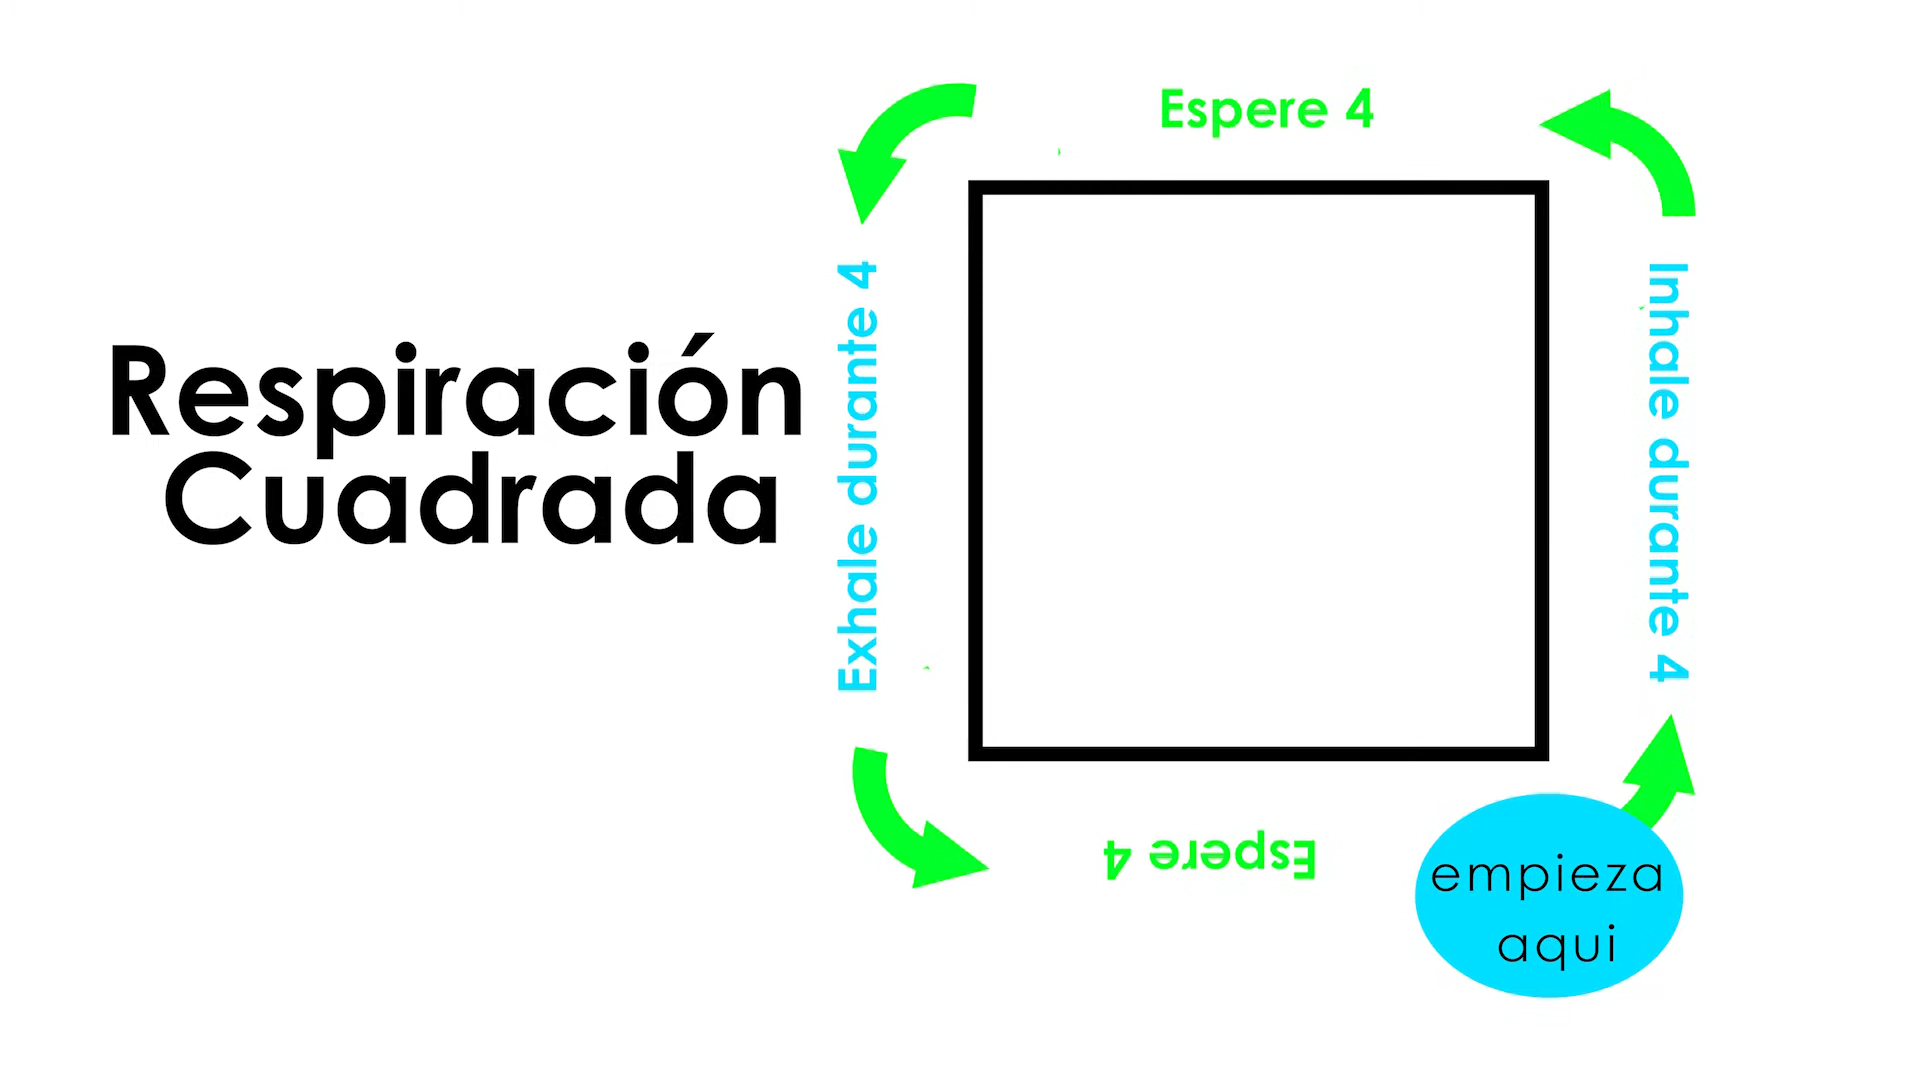 Respiración
Cuadrada
Espere 4
Exhale durante 4
Inhale durante 4
Espere 4
empieza
aqui